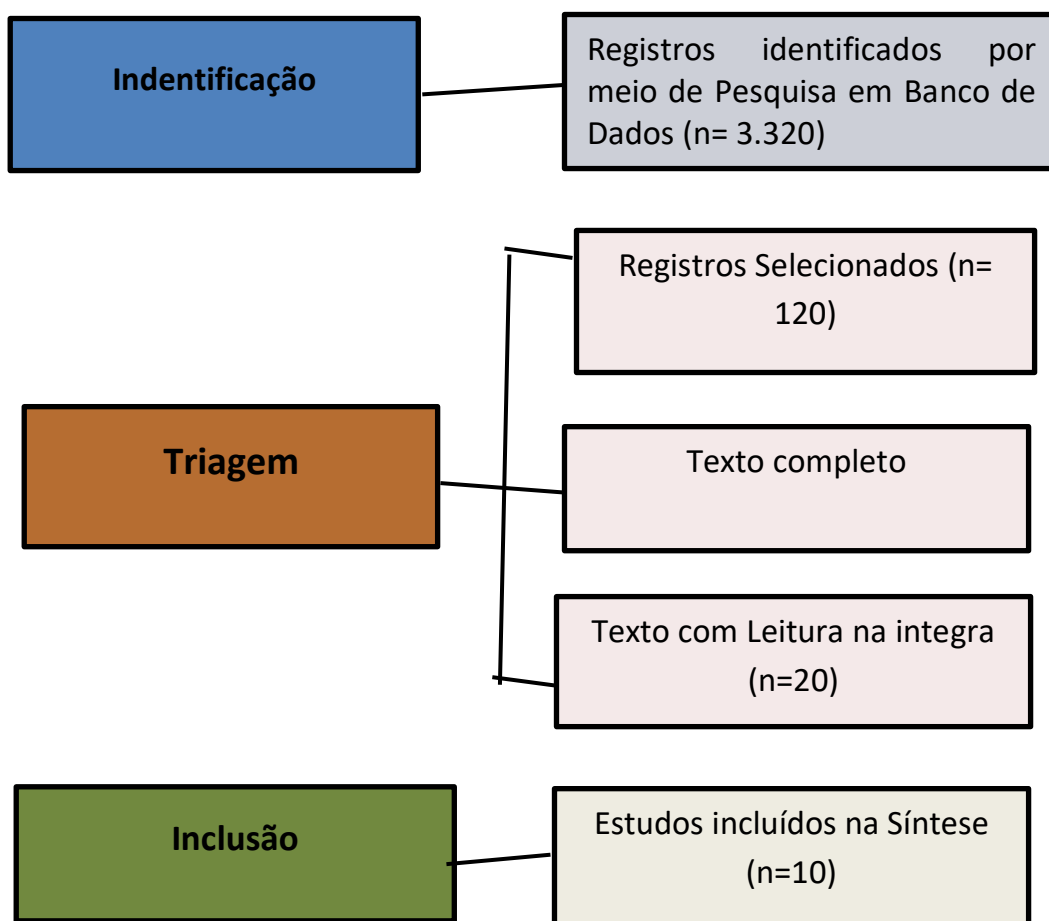 Indentificação
Registros identificados por
meio de Pesquisa em Banco de
Dados (n= 3.320)
Registros Selecionados (n=
120)
Triagem
Texto completo
Texto com Leitura na integra
(n=20)
Inclusão
Estudos incluídos na Síntese
(n=10)